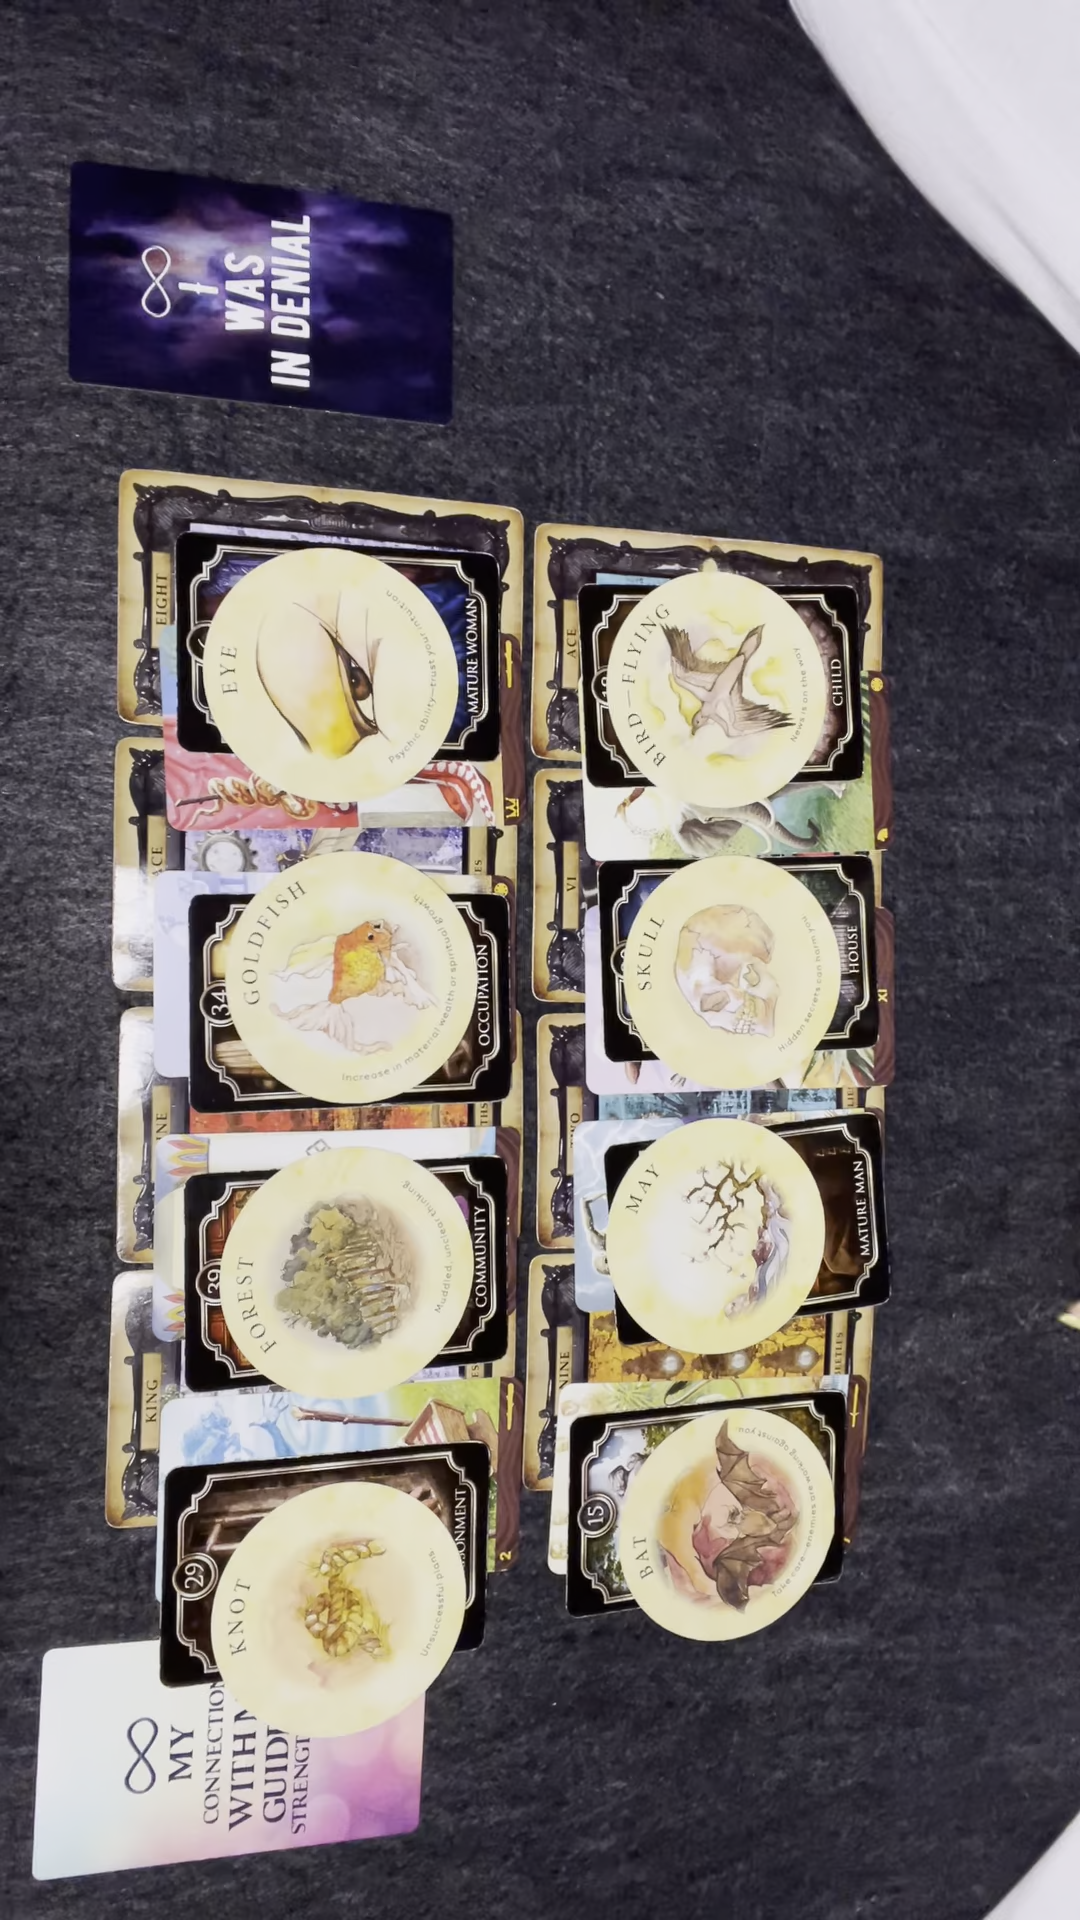 I
WAS
IN DENIAL
EIGHT
EYE
Psychic ability—trust your intuition
MATURE WOMAN
ACE
BIRD—FLYING
News is on the way
CHILD
34
GOLDFISH
Increase in material wealth or spiritual growth
OCCUPATION
VI
SKULL
Hidden secrets can harm you
HOUSE
XI
39
FOREST
Muddled, unclear thinking
COMMUNITY
MAY
MATURE MAN
KING
29
KNOT
Unsuccessful plans
2
NINE
15
BAT
Take care—enemies are working against you
MY
CONNECTION
WITH